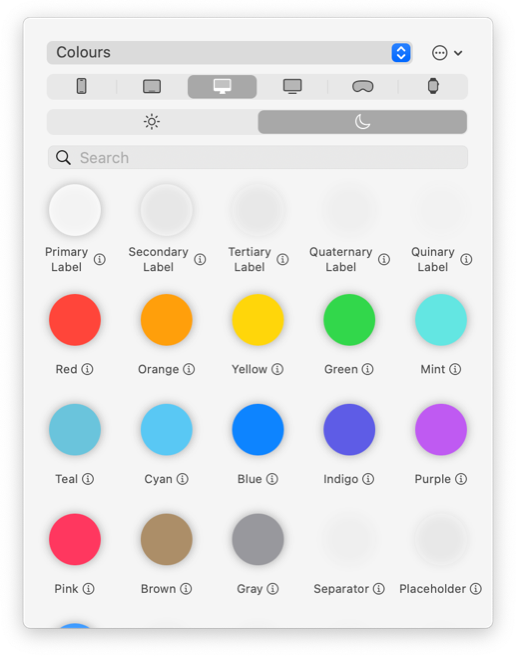 Colours
Search
Primary Label
Secondary Label
Tertiary Label
Quaternary Label
Quinary Label
Red
Orange
Yellow
Green
Mint
Teal
Cyan
Blue
Indigo
Purple
Pink
Brown
Gray
Separator
Placeholder